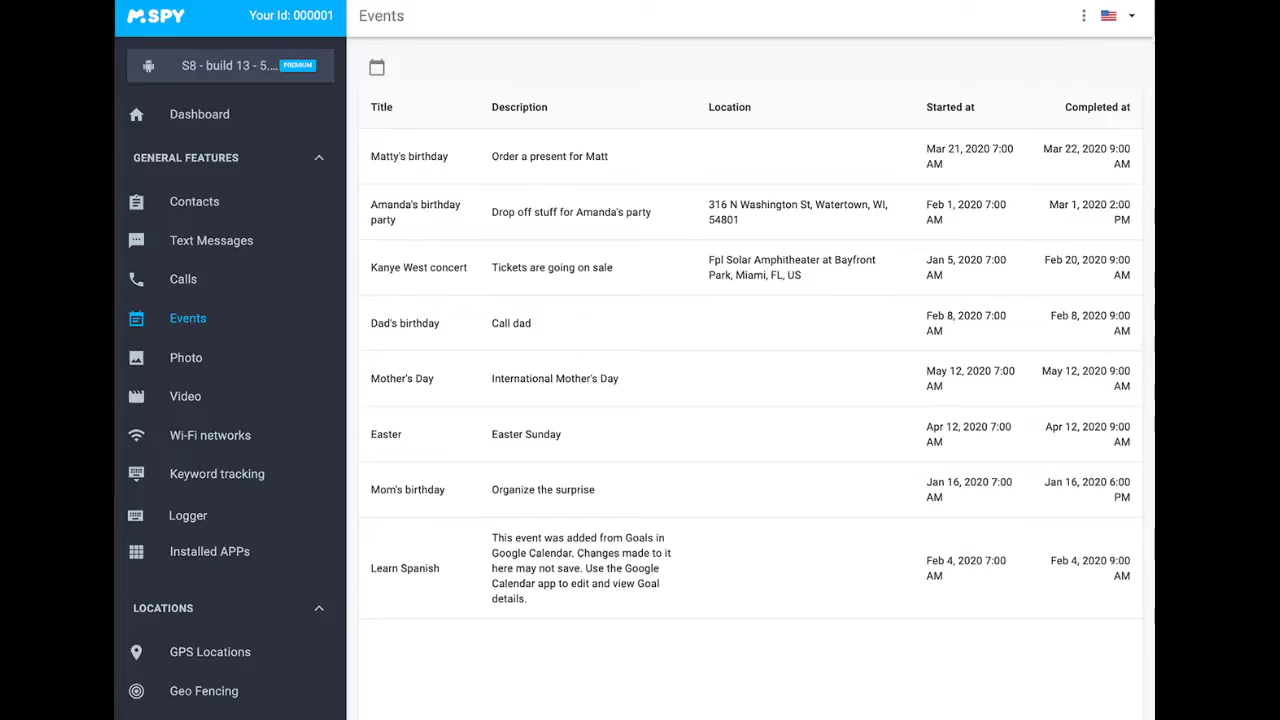 mSPY Your Id: 000001
Events
S8 - build 13 - 5.... PREMIUM
Dashboard
GENERAL FEATURES
Contacts
Text Messages
Calls
Events
Photo
Video
Wi-Fi networks
Keyword tracking
Logger
Installed APPs
LOCATIONS
GPS Locations
Geo Fencing
Title Description Location Started at Completed at
Matty's birthday Order a present for Matt Mar 21, 2020 7:00 Mar 22, 2020 9:00
AM AM
Amanda's birthday Drop off stuff for Amanda's party 316 N Washington St, Watertown, WI, Feb 1, 2020 7:00 Mar 1, 2020 2:00
party 54801 AM PM
Kanye West concert Tickets are going on sale Fpl Solar Amphitheater at Bayfront Jan 5, 2020 7:00 Feb 20, 2020 9:00
Park, Miami, FL, US AM AM
Dad's birthday Call dad Feb 8, 2020 7:00 Feb 8, 2020 9:00
AM AM
Mother's Day International Mother's Day May 12, 2020 7:00 May 12, 2020 9:00
AM AM
Easter Easter Sunday Apr 12, 2020 7:00 Apr 12, 2020 9:00
AM AM
Mom's birthday Organize the surprise Jan 16, 2020 7:00 Jan 16, 2020 6:00
AM PM
Learn Spanish This event was added from Goals in
Google Calendar. Changes made to it
here may not save. Use the Google
Calendar app to edit and view Goal
details.
Feb 4, 2020 7:00 Feb 4, 2020 9:00
AM AM